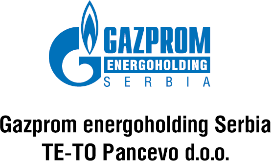 GAZPROM
ENERGOHOLDING
SERBIA
Gazprom energoholding Serbia
TE-TO Pancevo d.o.o.